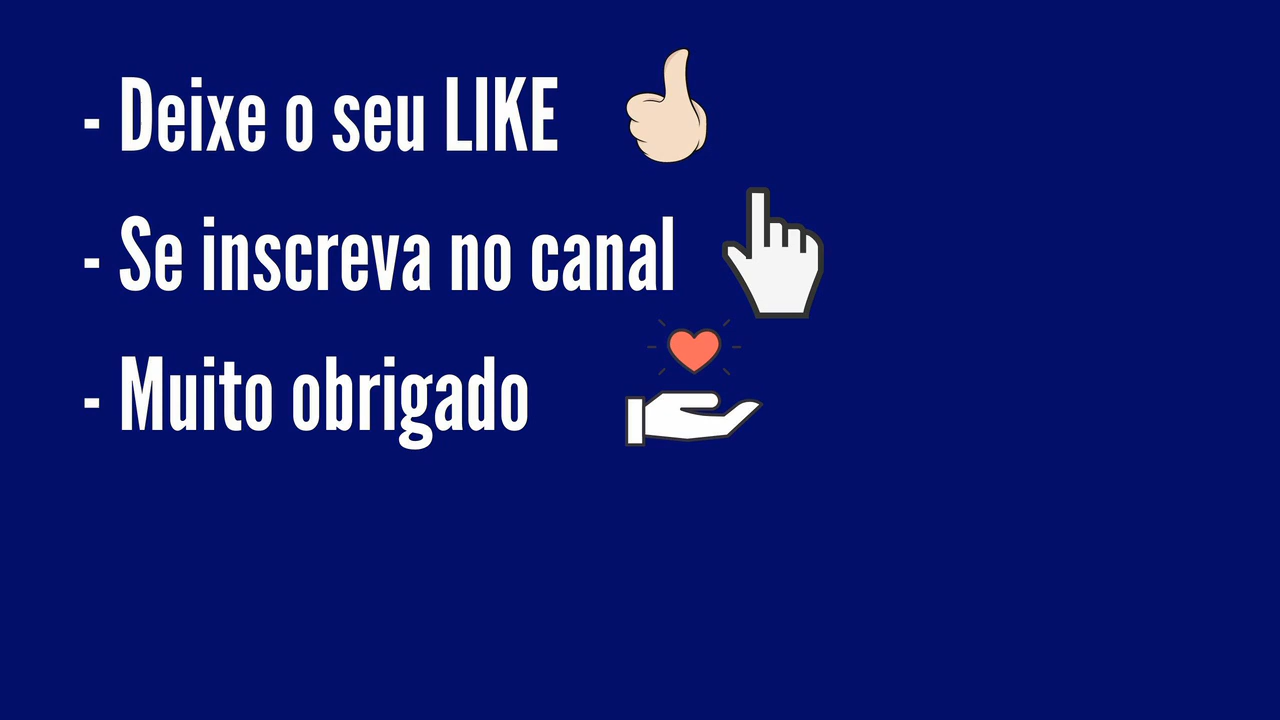 - Deixe o seu LIKE
- Se inscreva no canal
- Muito obrigado